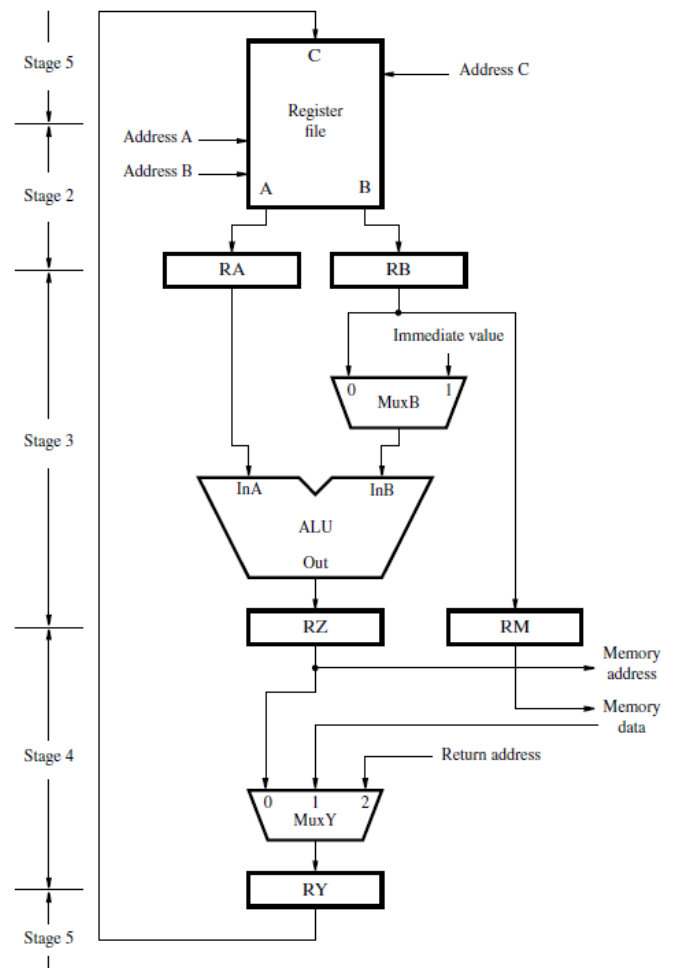 Stage 5
C
Address C
Register
file
Address A
Address B
Stage 2
A
B
RA
RB
Immediate value
0
1
MuxB
Stage 3
InA
InB
ALU
Out
RZ
RM
Memory
address
Memory
data
Stage 4
Return address
0
1
2
MuxY
RY
Stage 5